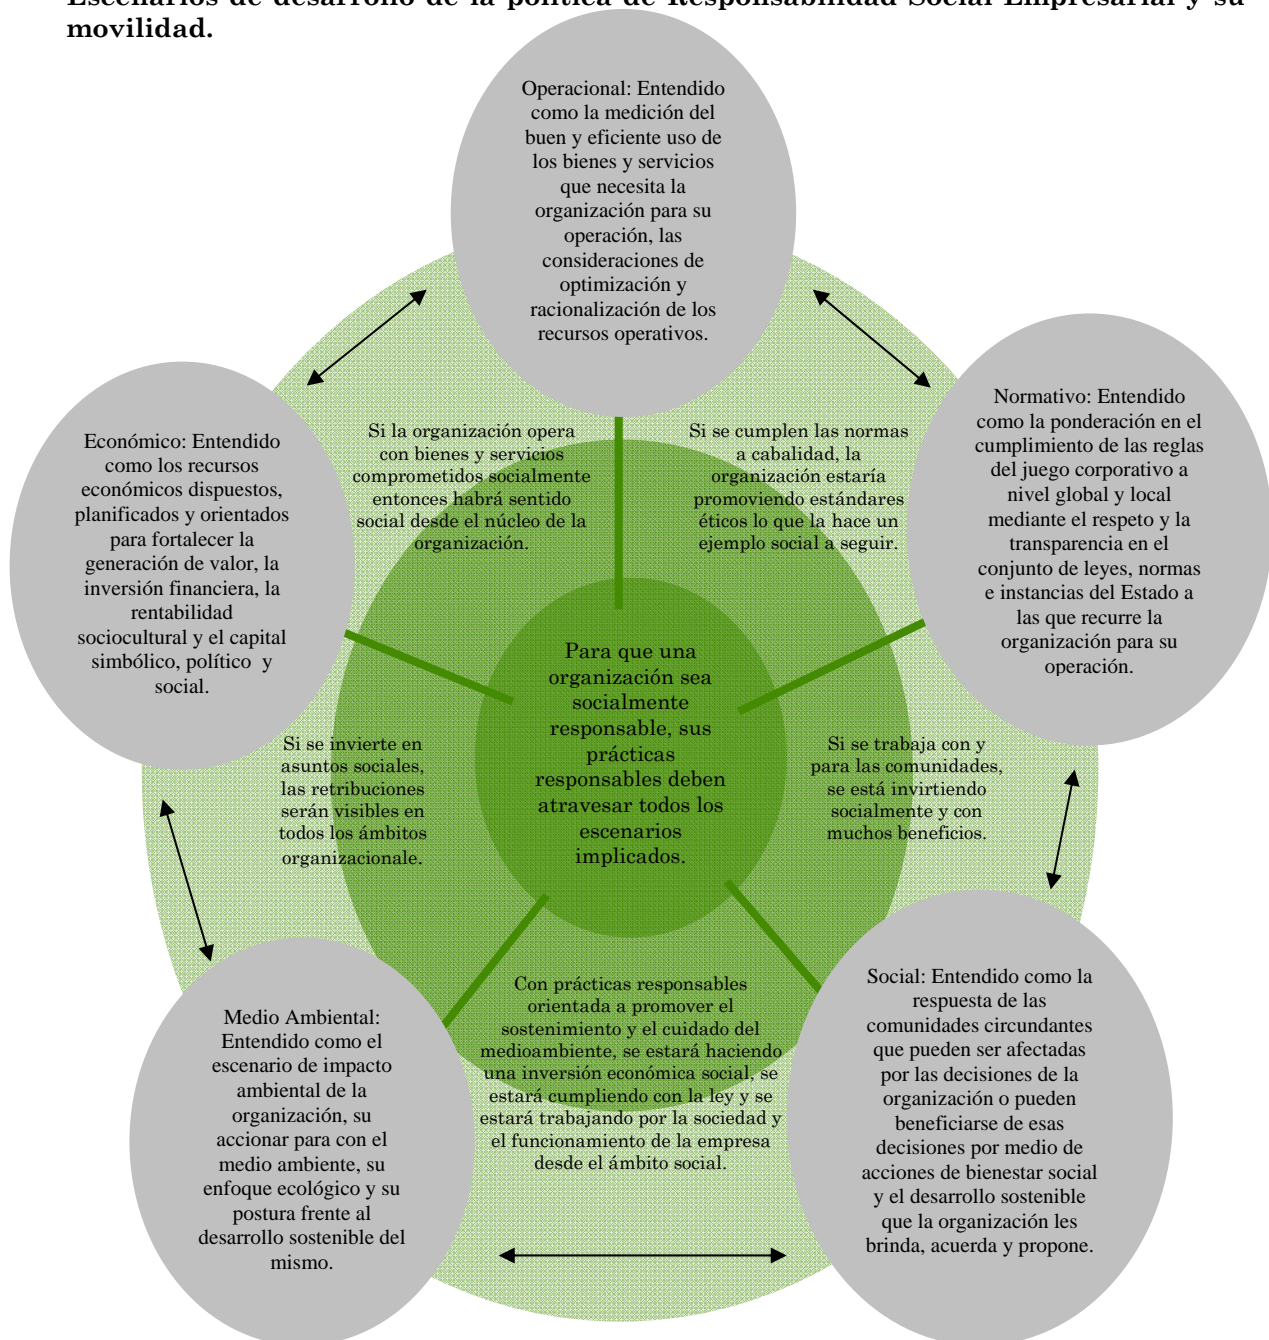 Escenarios de desarrollo de la política de Responsabilidad Social Empresarial y su
movilidad.
Operacional: Entendido
como la medición del
buen y eficiente uso de
los bienes y servicios
que necesita la
organización para su
operación, las
consideraciones de
optimización y
racionalización de los
recursos operativos.
Normativo: Entendido
como la ponderación en el
cumplimiento de las reglas
del juego corporativo a
nivel global y local
mediante el respeto y la
transparencia en el
conjunto de leyes, normas
e instancias del Estado a
las que recurre la
organización para su
operación.
Económico: Entendido
como los recursos
económicos dispuestos,
planificados y orientados
para fortalecer la
generación de valor, la
inversión financiera, la
rentabilidad
sociocultural y el capital
simbólico, político y
social.
Si la organización opera
con bienes y servicios
comprometidos socialmente
entonces habrá sentido
social desde el núcleo de la
organización.
Si se cumplen las normas
a cabalidad, la
organización estaría
promoviendo estándares
éticos lo que la hace un
ejemplo social a seguir.
Para que una
organización sea
socialmente
responsable, sus
prácticas
responsables deben
atravesar todos los
escenarios
implicados.
Si se invierte en
asuntos sociales,
las retribuciones
serán visibles en
todos los ámbitos
organizacionale.
Si se trabaja con y
para las comunidades,
se está invirtiendo
socialmente y con
muchos beneficios.
Con prácticas responsables
orientada a promover el
sostenimiento y el cuidado del
medioambiente, se estará haciendo
una inversión económica social, se
estará cumpliendo con la ley y se
estará trabajando por la sociedad y
el funcionamiento de la empresa
desde el ámbito social.
Medio Ambiental:
Entendido como el
escenario de impacto
ambiental de la
organización, su
accionar para con el
medio ambiente, su
enfoque ecológico y su
postura frente al
desarrollo sostenible del
mismo.
Social: Entendido como la
respuesta de las
comunidades circundantes
que pueden ser afectadas
por las decisiones de la
organización o pueden
beneficiarse de esas
decisiones por medio de
acciones de bienestar social
y el desarrollo sostenible
que la organización les
brinda, acuerda y propone.